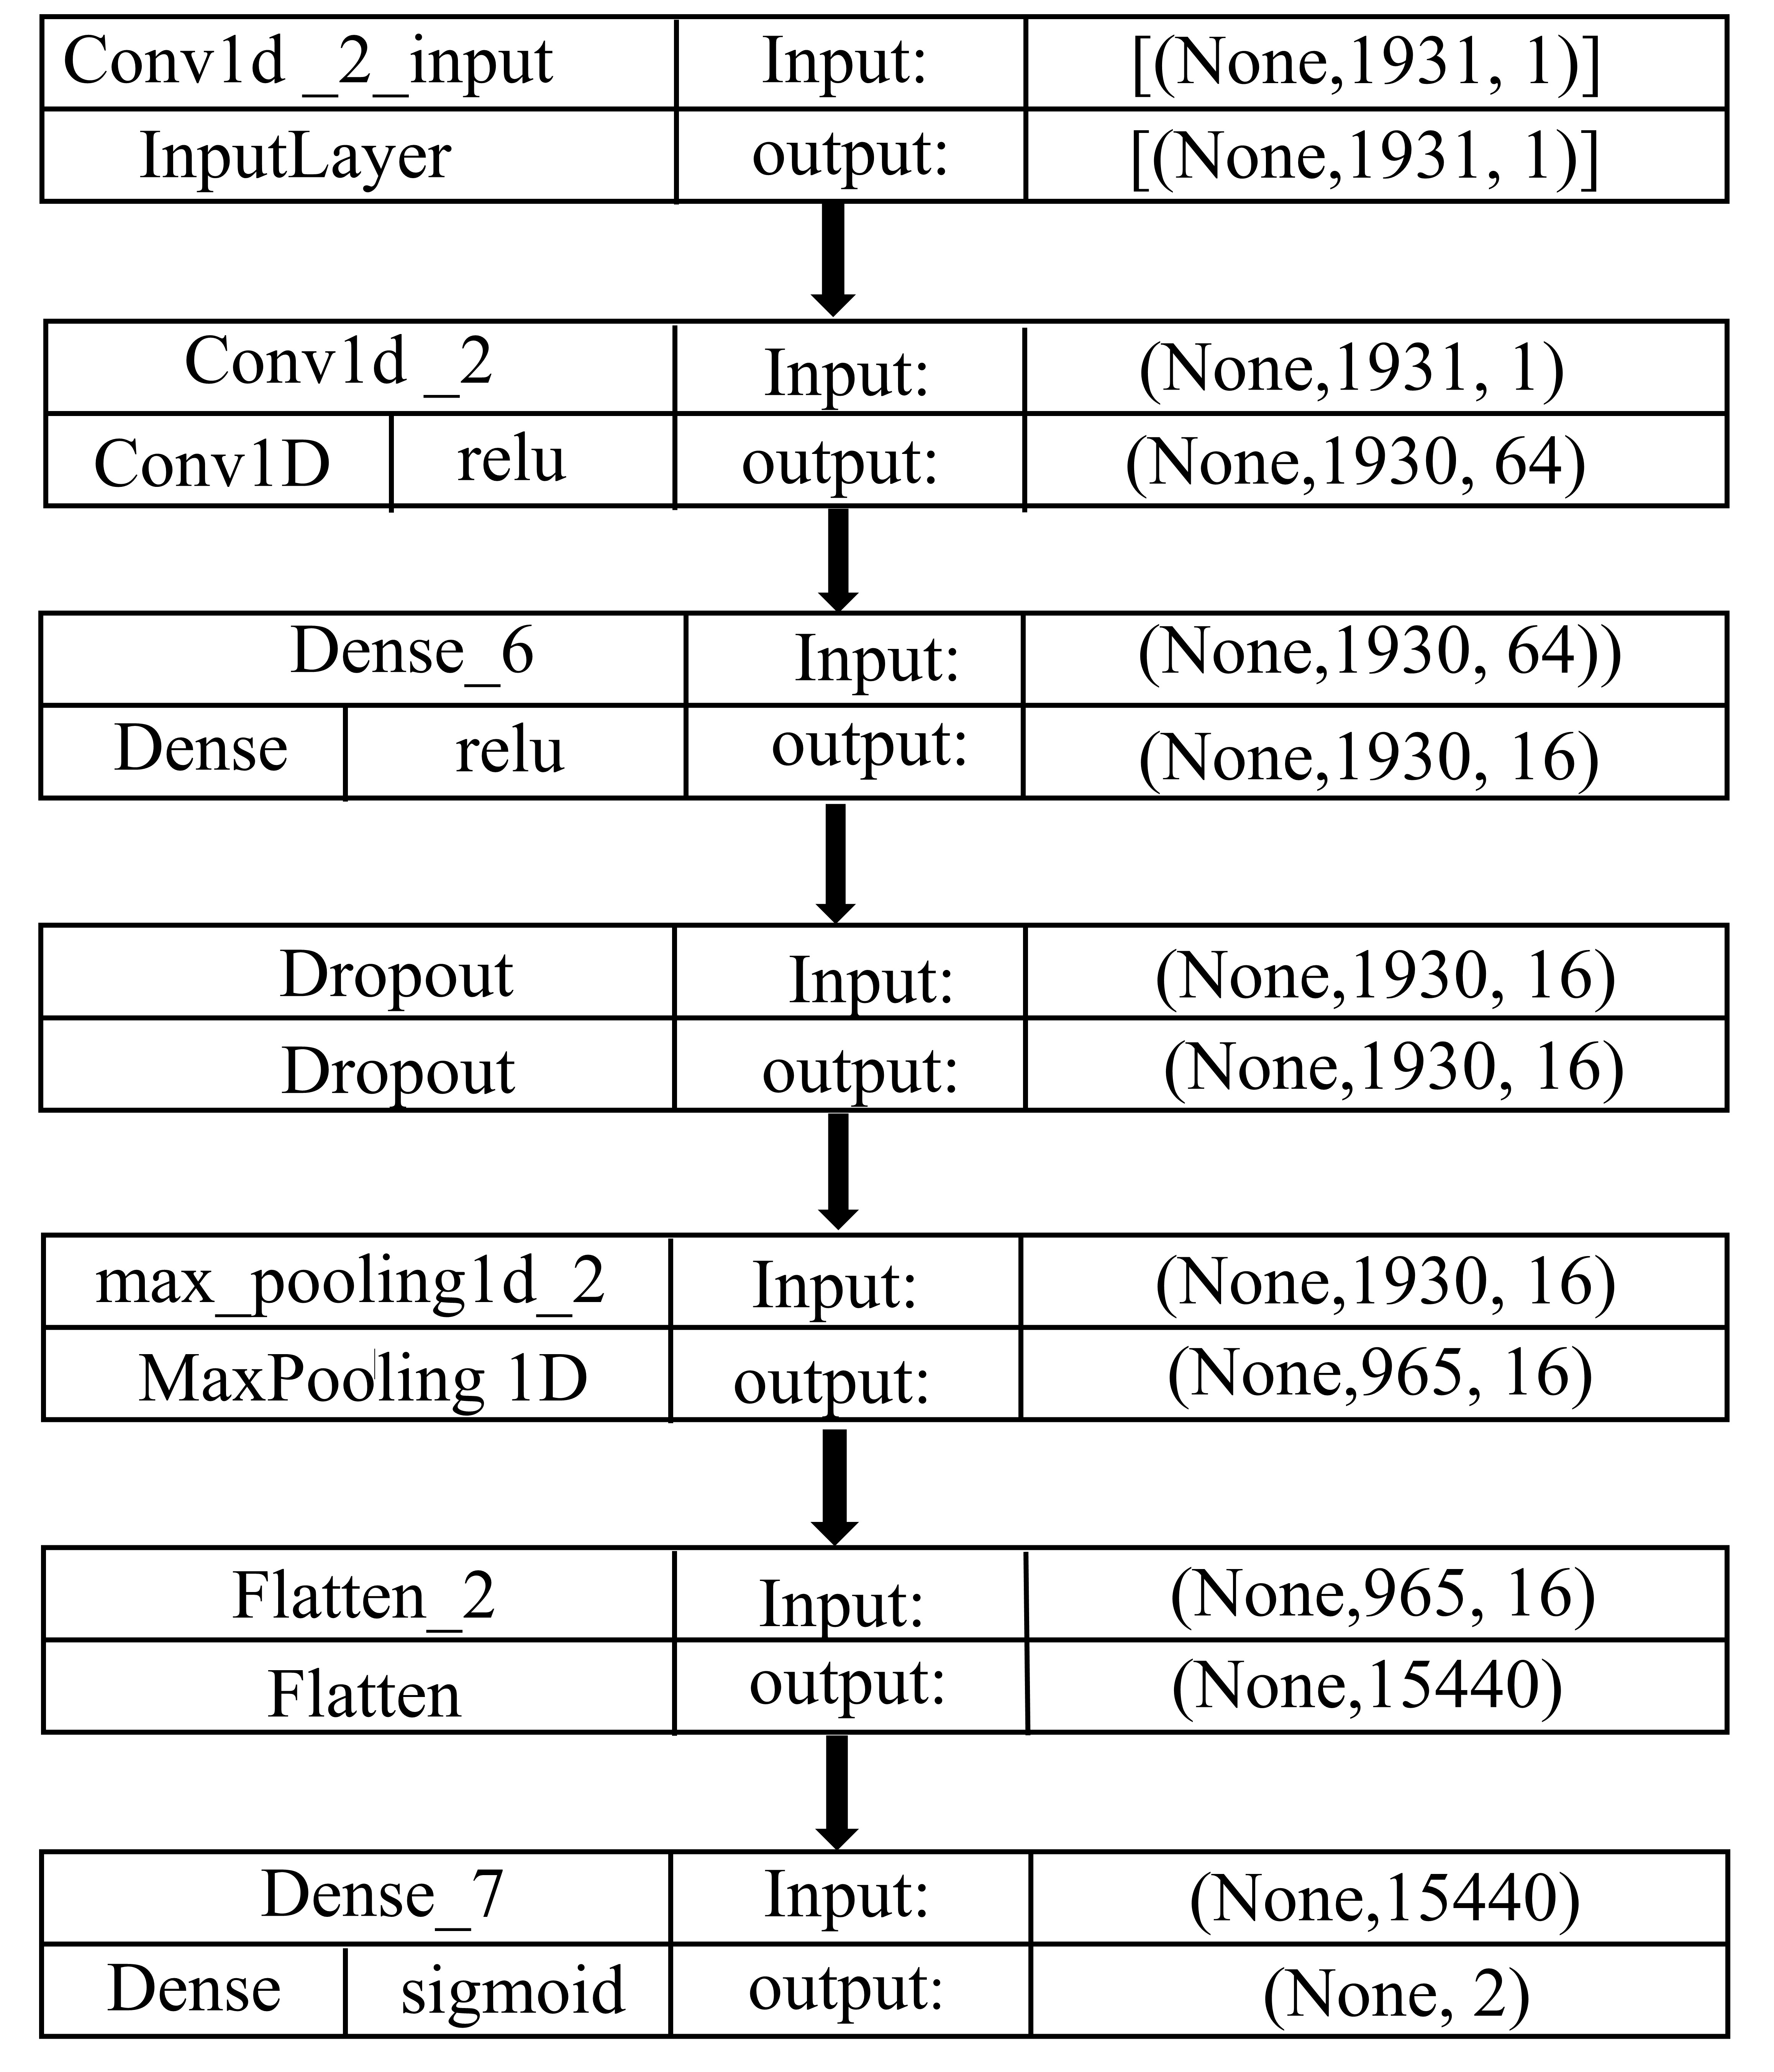 Conv1d _2_input Input: [(None,1931, 1)]
InputLayer output: [(None,1931, 1)]
Conv1d _2 Input: (None,1931, 1)
Conv1D relu output: (None,1930, 64)
Dense_6 Input: (None,1930, 64))
Dense relu output: (None,1930, 16)
Dropout Input: (None,1930, 16)
Dropout output: (None,1930, 16)
max_pooling1d_2 Input: (None,1930, 16)
MaxPooling 1D output: (None,965, 16)
Flatten_2 Input: (None,965, 16)
Flatten output: (None,15440)
Dense_7 Input: (None,15440)
Dense sigmoid output: (None, 2)